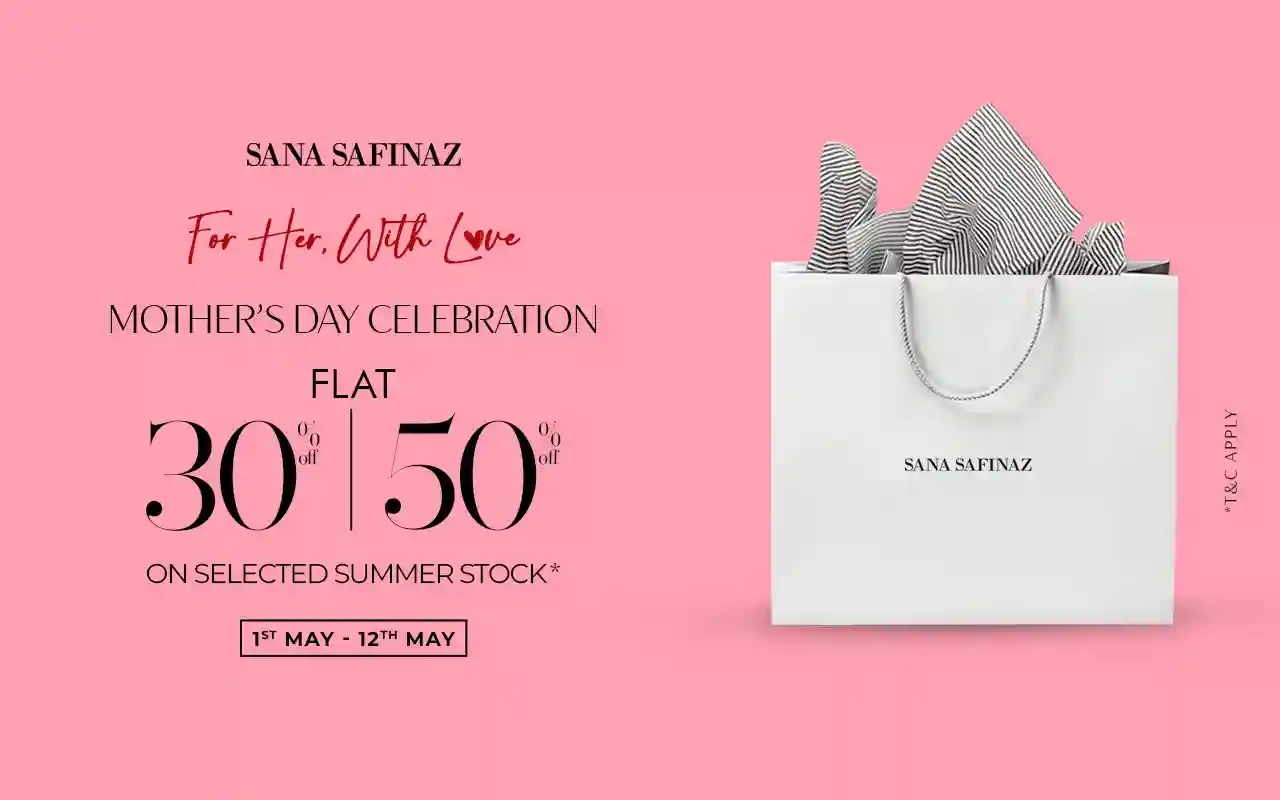 SANA SAFINAZ
For Her, With Love
MOTHER'S DAY CELEBRATION
FLAT
30% off | 50% off
ON SELECTED SUMMER STOCK*
1ST MAY - 12TH MAY
SANA SAFINAZ
*T&C APPLY